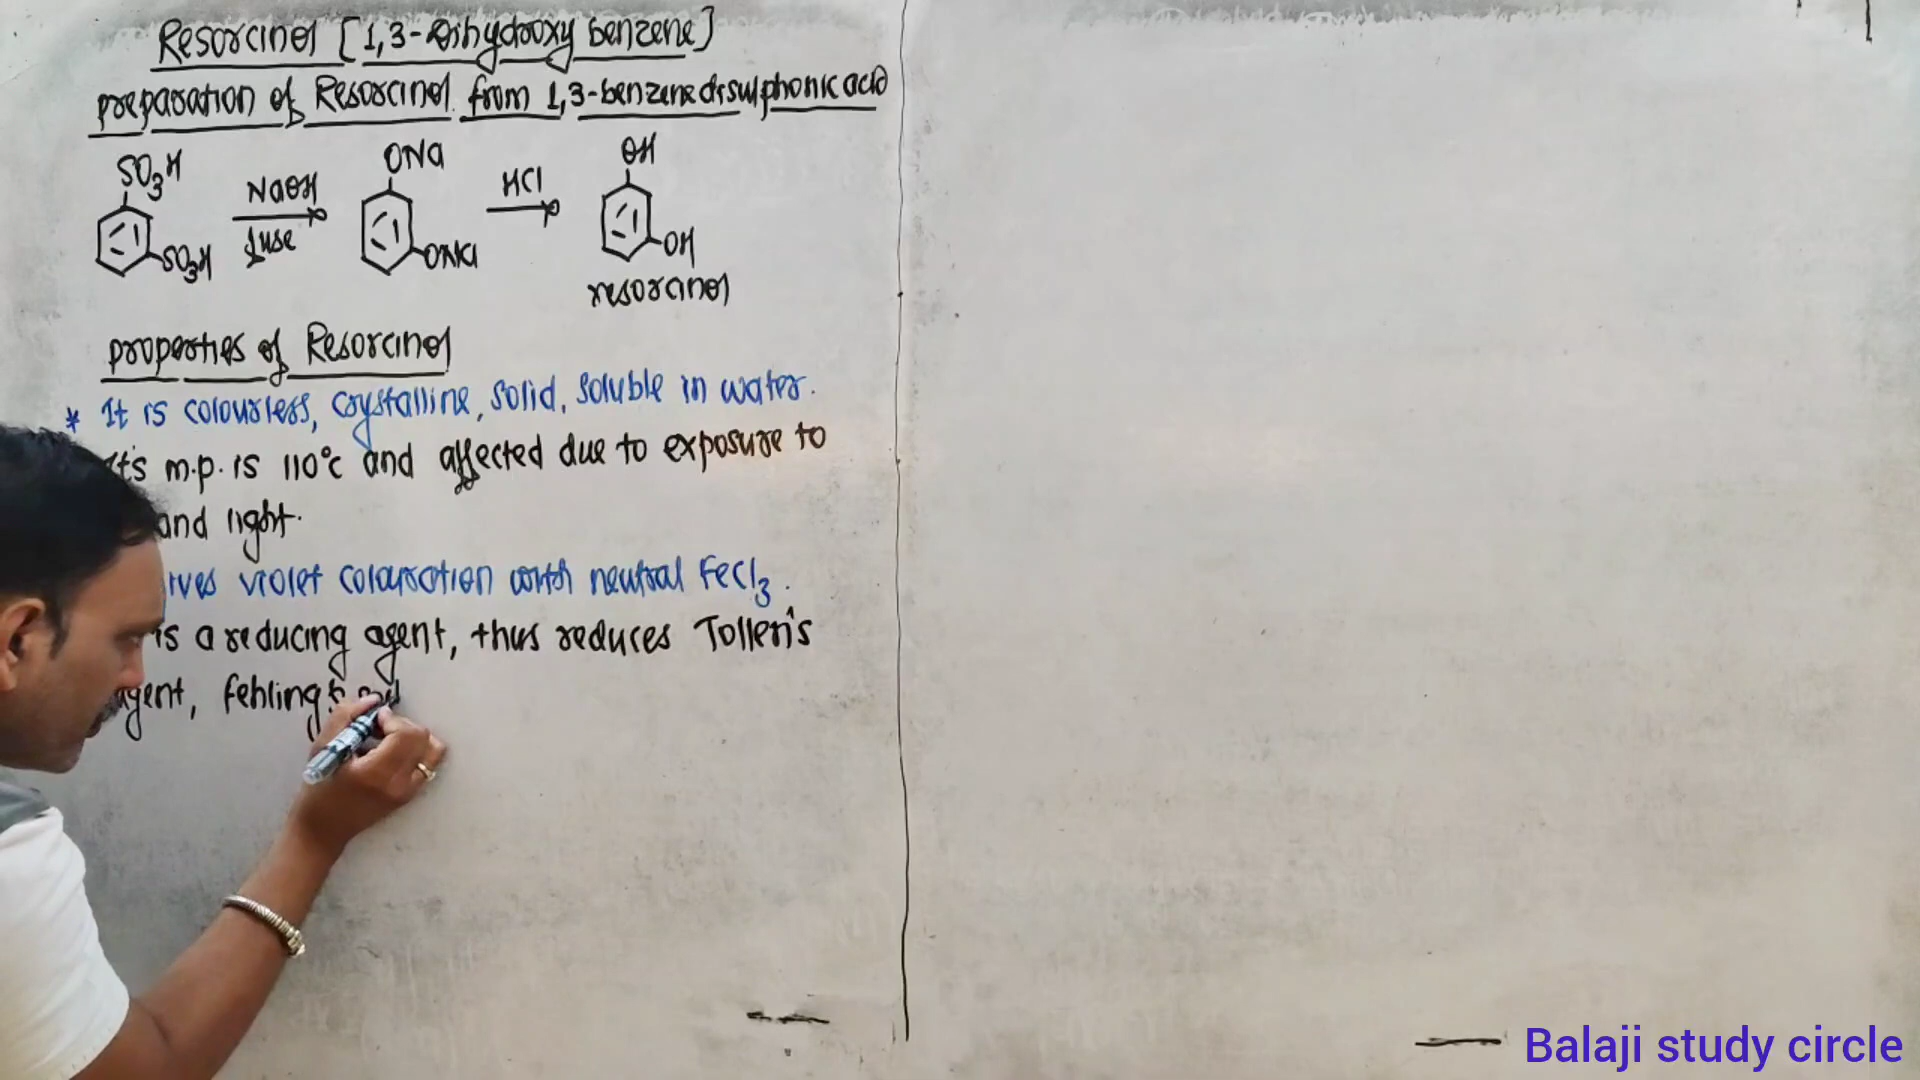 Resorcinol [1,3-Dihydroxy benzene]
preparation of Resorcinol from 1,3-benzenedisulphonic acid
SO3H
SO3H
NaOH
fuse
ONa
ONa
HCl
OH
OH
resorcinol
properties of Resorcinol
* It is colourless, crystalline, solid, soluble in water.
It's m.p. is 110°c and affected due to exposure to
and light.
violet colouration with neutral FeCl3.
is a reducing agent, thus reduces Tollen's
fehling's
Balaji study circle